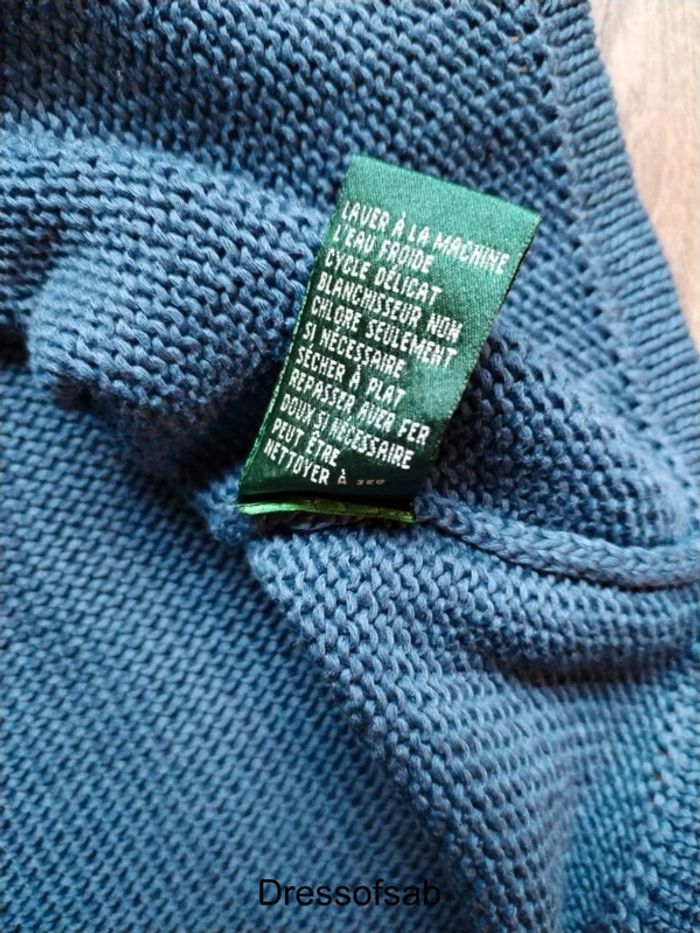 LAVER À LA MACHINE
L'EAU FROIDE
CYCLE DÉLICAT
BLANCHISSEUR NON
CHLORE SEULEMENT
SI NÉCESSAIRE
SÉCHER À PLAT
REPASSER AVER FER
DOUX SI NÉCESSAIRE
PEUT ÊTRE
NETTOYER À
Dressofsab